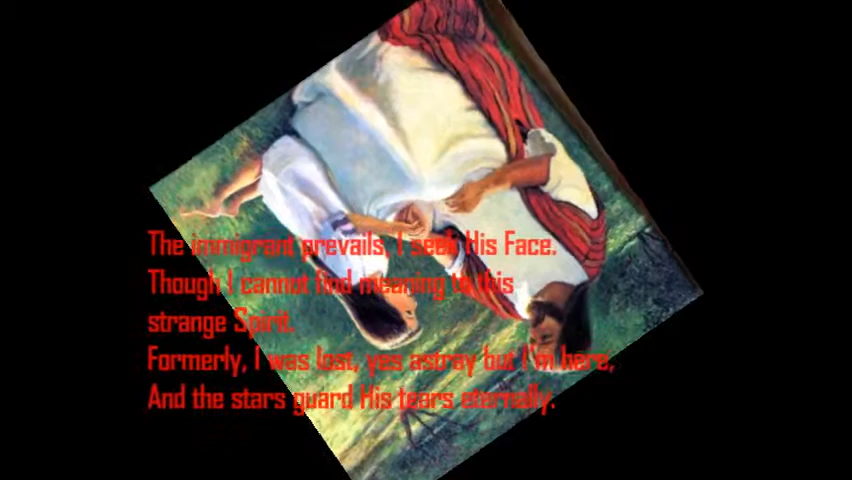 The immigrant prevails, I seek His Face.
Though I cannot find meaning to this
strange Spirit.
Formerly, I was lost, yes astray but I'm here,
And the stars guard His tears eternally.